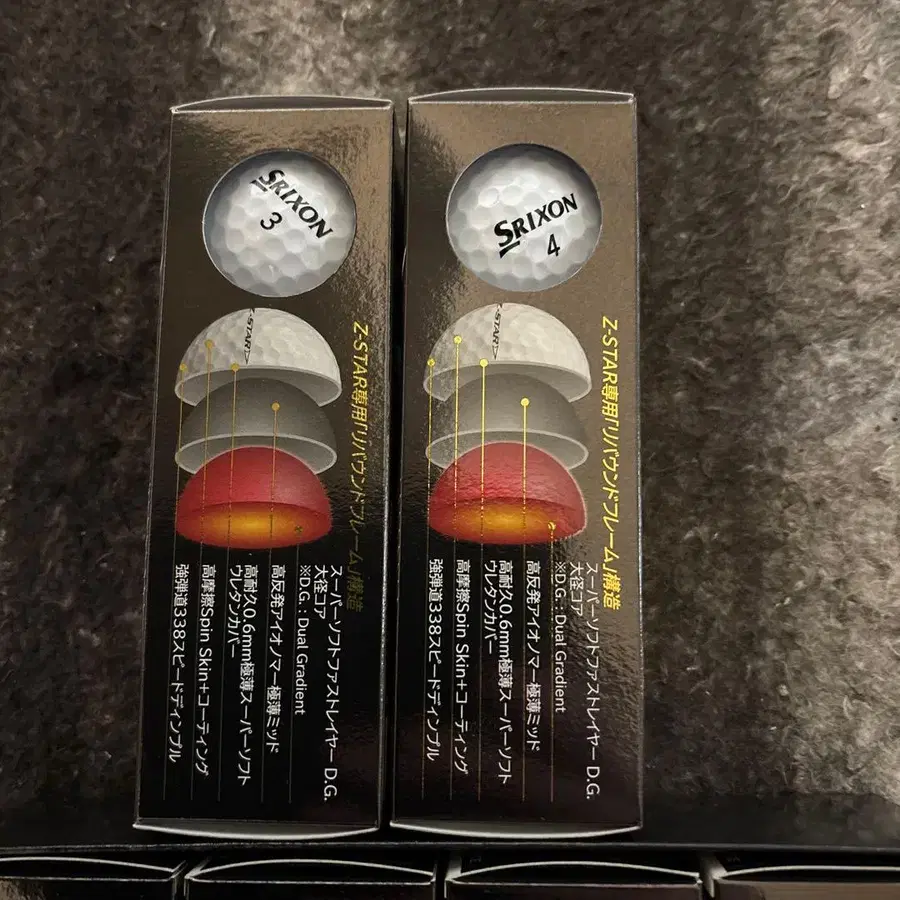 SRIXON
3
Z-STAR
Z-STAR専用「リバウンドフレーム」構造
スーパーソフトファストレイヤー D.G.
大径コア
※D.G. : Dual Gradient
高反発アイオノマー極薄ミッド
高耐久0.6mm極薄スーパーソフト
ウレタンカバー
高摩擦Spin Skin+コーティング
強弾道338スピードディンプル
SRIXON
4
Z-STAR
Z-STAR専用「リバウンドフレーム」構造
スーパーソフトファストレイヤー D.G.
大径コア
※D.G. : Dual Gradient
高反発アイオノマー極薄ミッド
高耐久0.6mm極薄スーパーソフト
ウレタンカバー
高摩擦Spin Skin+コーティング
強弾道338スピードディンプル